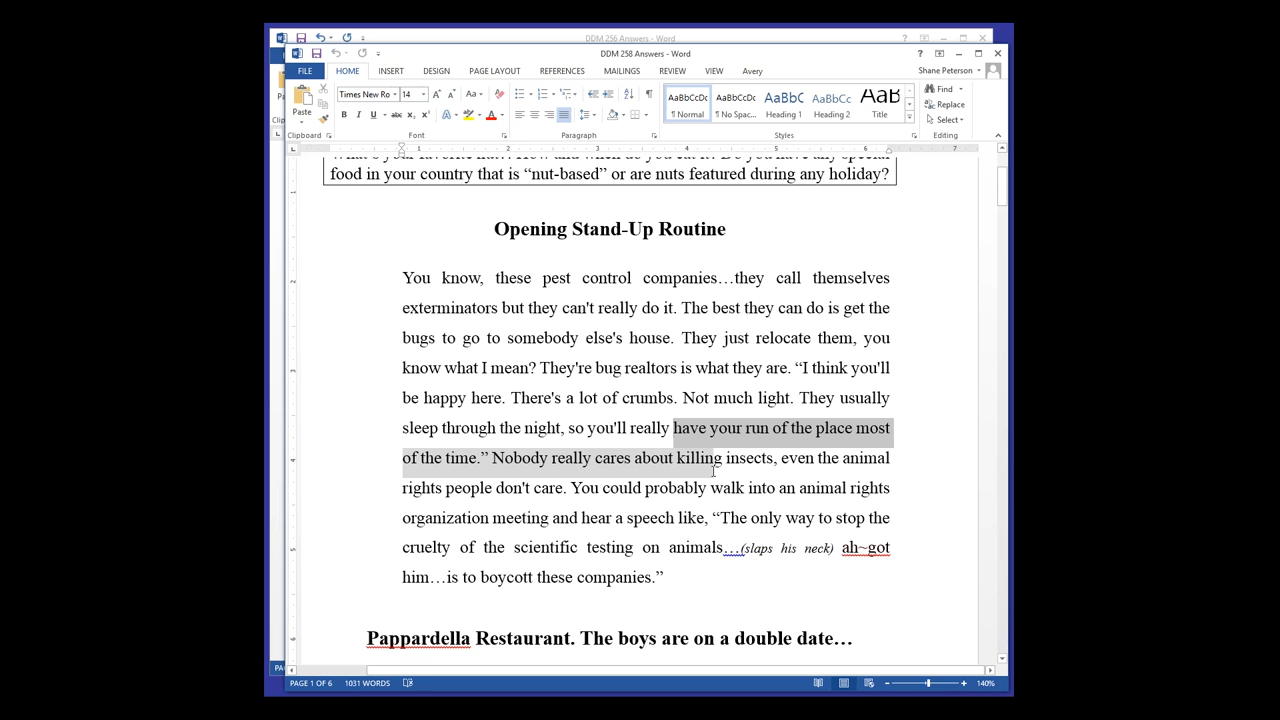 DDM 256 Answers - Word
DDM 258 Answers - Word
FILE HOME INSERT DESIGN PAGE LAYOUT REFERENCES MAILINGS REVIEW VIEW Avery Shane Peterson
Times New Ro 14 Aa
AaBbCcDc AaBbCcDc AaBbC AaBbCc AaB
Find
Paste
Replace
¶ Normal ¶ No Spac... Heading 1 Heading 2 Title
Select
Clipboard Font Paragraph Styles Editing
food in your country that is “nut-based” or are nuts featured during any holiday?
Opening Stand-Up Routine
You know, these pest control companies…they call themselves
exterminators but they can't really do it. The best they can do is get the
bugs to go to somebody else's house. They just relocate them, you
know what I mean? They're bug realtors is what they are. “I think you'll
be happy here. There's a lot of crumbs. Not much light. They usually
sleep through the night, so you'll really have your run of the place most
of the time.” Nobody really cares about killing insects, even the animal
rights people don't care. You could probably walk into an animal rights
organization meeting and hear a speech like, “The only way to stop the
cruelty of the scientific testing on animals…(slaps his neck) ah~got
him…is to boycott these companies.”
Pappardella Restaurant. The boys are on a double date…
PAGE 1 OF 6 1031 WORDS 140%